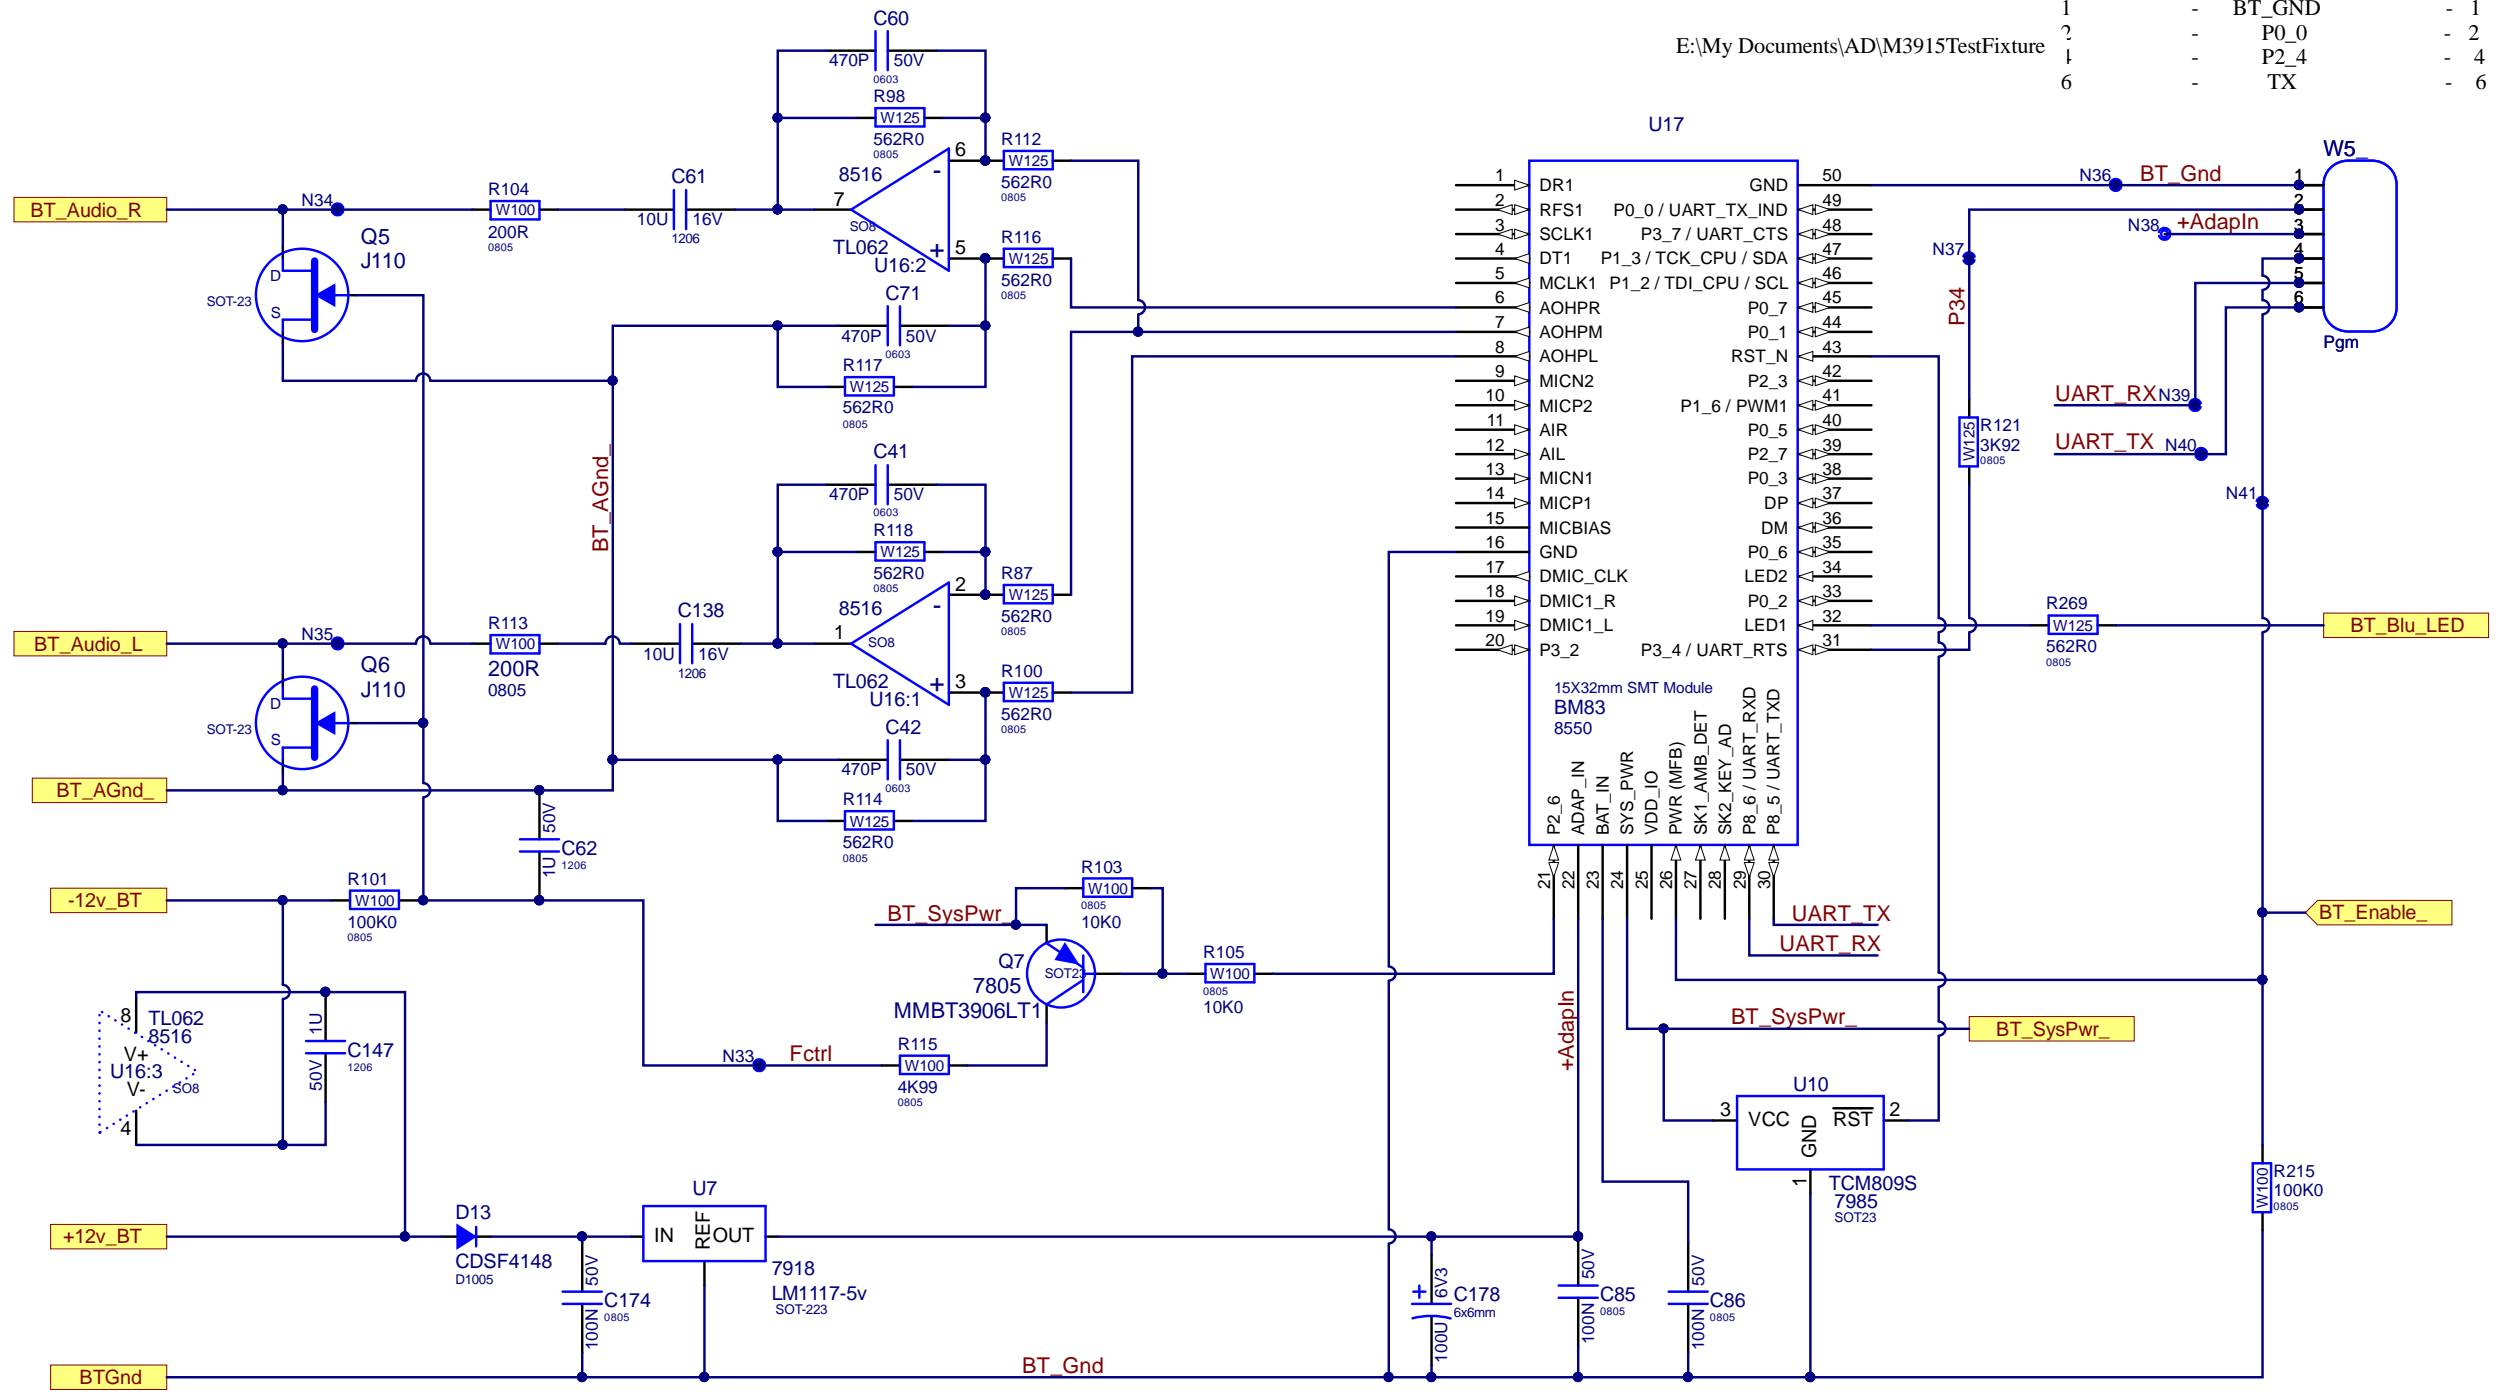 1 - BT_GND - 1
2 - P0_0 - 2
E:\My Documents\AD\M3915TestFixture
4 - P2_4 - 4
6 - TX - 6
C60
470P 50V
0603
R98
W125
562R0
0805
R112
W125
562R0
0805
8516
6
-
7
SO8
5
+
TL062
U16:2
R116
W125
562R0
0805
C61
10U 16V
1206
R104
W100
200R
0805
N34
BT_Audio_R
Q5
J110
D
S
SOT-23
C71
470P 50V
0603
R117
W125
562R0
0805
BT_AGnd_
C41
470P 50V
0603
R118
W125
562R0
0805
R87
W125
562R0
0805
8516
2
-
1
SO8
3
+
TL062
U16:1
R100
W125
562R0
0805
C138
10U 16V
1206
R113
W100
200R
0805
N35
BT_Audio_L
Q6
J110
D
S
SOT-23
C42
470P 50V
0603
R114
W125
562R0
0805
BT_AGnd_
50V
C62
1U
1206
-12v_BT
R101
W100
100K0
0805
8
TL062
8516
V+
U16:3
V-
SO8
4
1U
C147
50V
1206
BT_SysPwr_
R103
W100
0805
10K0
Q7
SOT23
7805
MMBT3906LT1
R105
W100
0805
10K0
N33
Fctrl
R115
W100
4K99
0805
+12v_BT
D13
CDSF4148
D1005
U7
IN
REF
OUT
7918
LM1117-5v
SOT-223
50V
C174
0805
100N
BTGnd
BT_Gnd
+
6V3
C178
6x6mm
100U
50V
C85
0805
100N
50V
C86
0805
100N
+AdapIn
U17
1 DR1
2 RFS1
3 SCLK1
4 DT1
5 MCLK1
6 AOHPR
7 AOHPM
8 AOHPL
9 MICN2
10 MICP2
11 AIR
12 AIL
13 MICN1
14 MICP1
15 MICBIAS
16 GND
17 DMIC_CLK
18 DMIC1_R
19 DMIC1_L
20 P3_2
GND 50
P0_0 / UART_TX_IND 49
P3_7 / UART_CTS 48
P1_3 / TCK_CPU / SDA 47
P1_2 / TDI_CPU / SCL 46
P0_7 45
P0_1 44
RST_N 43
P2_3 42
P1_6 / PWM1 41
P0_5 40
P2_7 39
P0_3 38
DP 37
DM 36
P0_6 35
LED2 34
P0_2 33
LED1 32
P3_4 / UART_RTS 31
15X32mm SMT Module
BM83
8550
21 P2_6
22 ADAP_IN
23 BAT_IN
24 SYS_PWR
25 VDD_IO
26 PWR (MFB)
27 SK1_AMB_DET
28 SK2_KEY_AD
29 P8_6 / UART_RXD
30 P8_5 / UART_TXD
UART_TX
UART_RX
BT_SysPwr_
BT_SysPwr_
U10
3 VCC
GND
RST 2
1
TCM809S
7985
SOT23
W5_
1
2
3
4
5
6
Pgm
N36
BT_Gnd
N38
+AdapIn
N37
P34
UART_RX
N39
UART_TX
N40
R121
W125
3K92
0805
N41
R269
W125
562R0
0805
BT_Blu_LED
BT_Enable_
R215
W100
100K0
0805